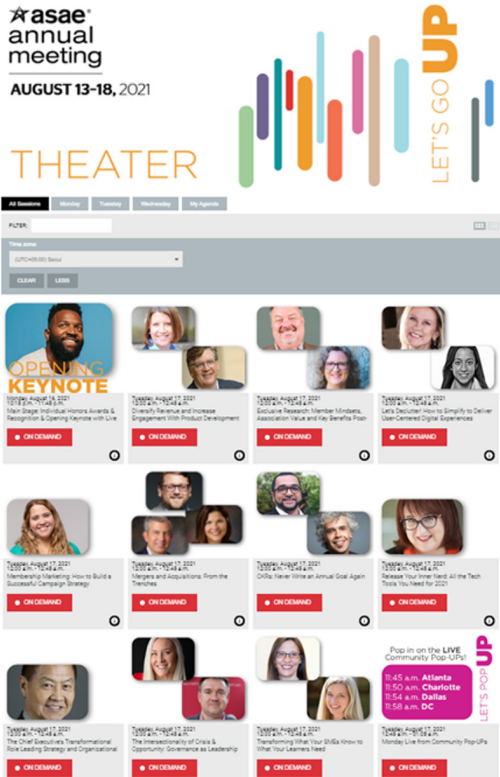 asae®
annual
meeting
AUGUST 13-18, 2021
THEATER
LET'S GO UP
All Sessions Monday Tuesday Wednesday My Agenda
FILTER:
Time zone:
Seoul
CLEAR LESS
OPENING
KEYNOTE
Monday, August 16, 2021
Main Stage: Individual Honors Awards &
Recognition & Opening Keynote with Live
ON DEMAND
Tuesday, August 17, 2021
12:00 a.m. - 12:45 a.m.
Diversify Revenue and Increase
Engagement With Product Development
ON DEMAND
Tuesday, August 17, 2021
12:00 a.m. - 12:45 a.m.
Exclusive Research: Member Mindsets,
Association Value and Key Benefits Post-
ON DEMAND
Tuesday, August 17, 2021
12:00 a.m. - 12:45 a.m.
Let's Declutter! How to Simplify to Deliver
User-Centered Digital Experiences
ON DEMAND
Tuesday, August 17, 2021
12:00 a.m. - 12:45 a.m.
Membership Marketing: How to Build a
Successful Campaign Strategy
ON DEMAND
Tuesday, August 17, 2021
12:00 a.m. - 12:45 a.m.
Mergers and Acquisitions: From the
Trenches
ON DEMAND
Tuesday, August 17, 2021
12:00 a.m. - 12:45 a.m.
OKRs: Never Write an Annual Goal Again
ON DEMAND
Tuesday, August 17, 2021
12:00 a.m. - 12:45 a.m.
Release Your Inner Nerd: All the Tech
Tools You Need for 2021
ON DEMAND
Tuesday, August 17, 2021
12:00 a.m. - 12:45 a.m.
The Chief Executive's Transformational
Role Leading Strategy and Organizational
ON DEMAND
Tuesday, August 17, 2021
12:00 a.m. - 12:45 a.m.
The Intersectionality of Crisis &
Opportunity: Governance as Leadership
ON DEMAND
Tuesday, August 17, 2021
12:00 a.m. - 12:45 a.m.
Transforming What Your SMEs Know to
What Your Learners Need
ON DEMAND
Pop in on the LIVE
Community Pop-UPs!
11:45 a.m. Atlanta
11:50 a.m. Charlotte
11:54 a.m. Dallas
11:58 a.m. DC
LET'S POP UP
Tuesday, August 17, 2021
Monday Live from Community Pop-UPs
ON DEMAND